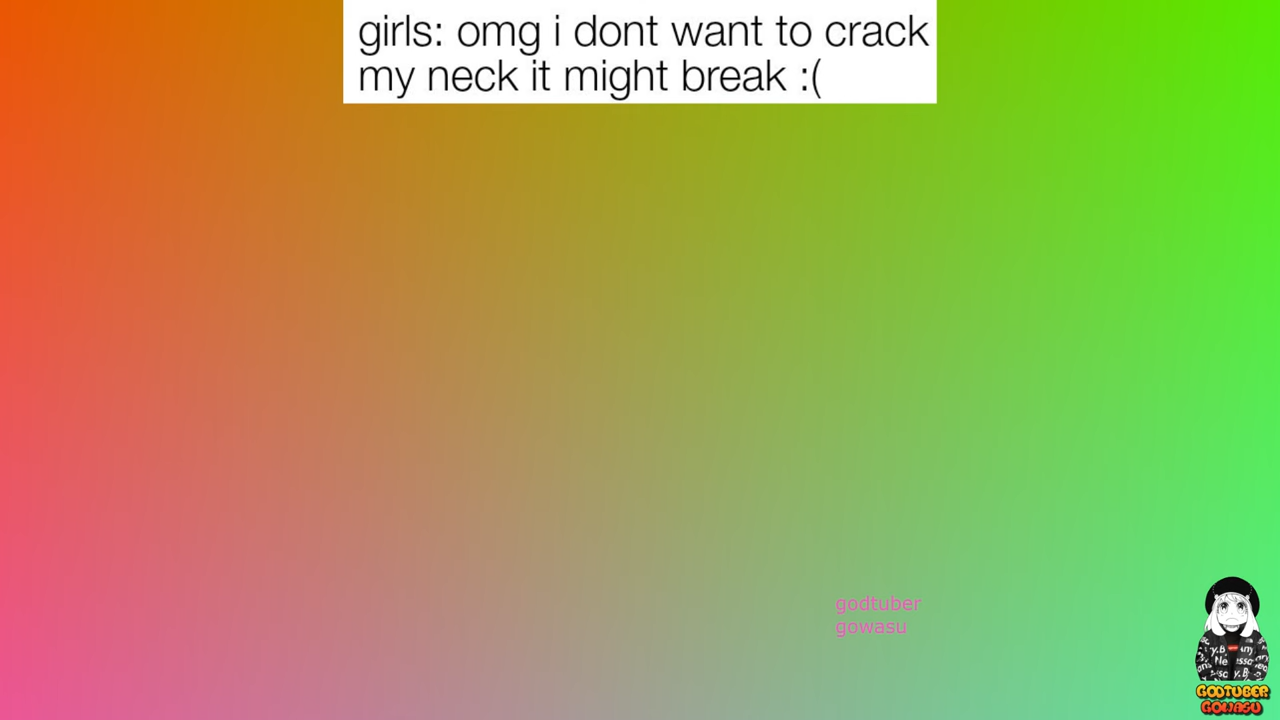 girls: omg i dont want to crack
my neck it might break :(
godtuber
gowasu
GODTUBER
GOWASU